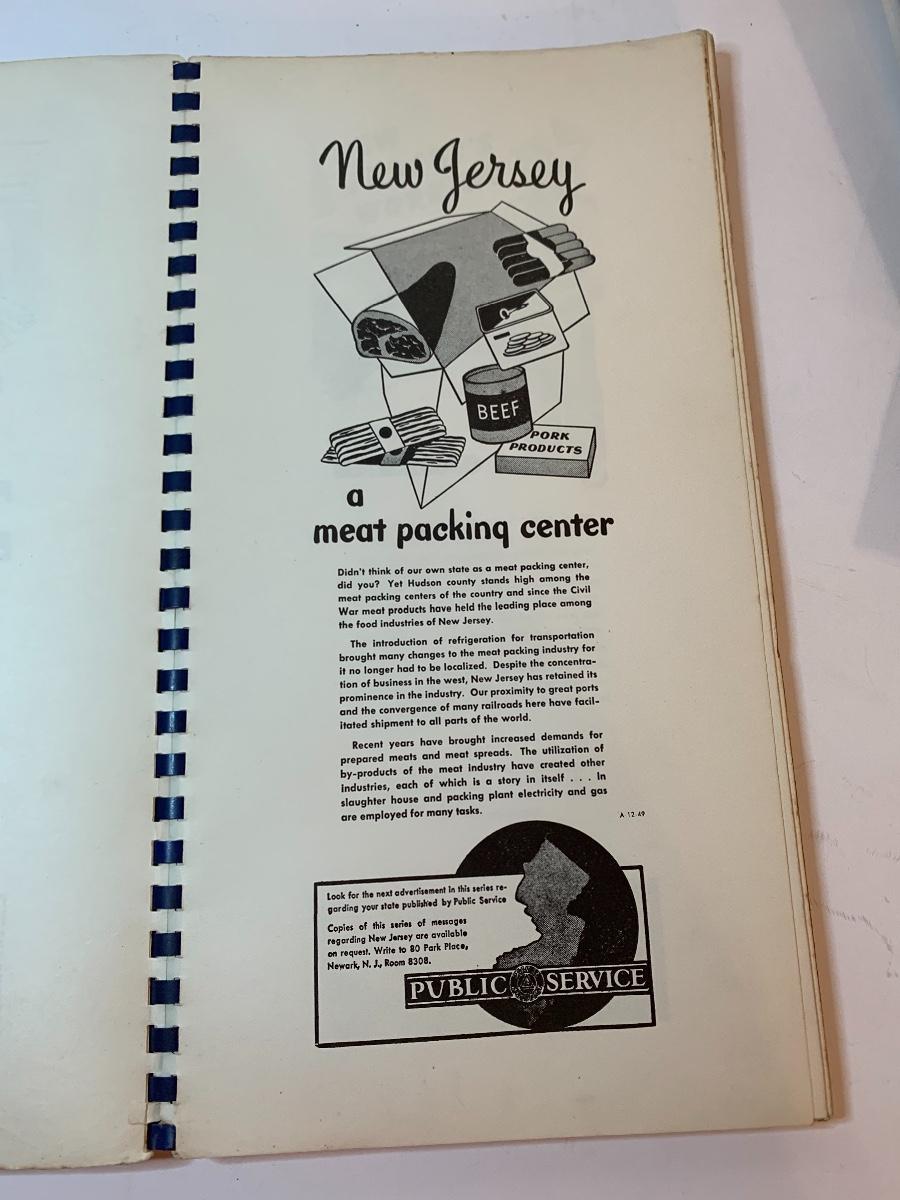 New Jersey
BEEF
PORK
PRODUCTS
a
meat packing center
Didn't think of our own state as a meat packing center,
did you? Yet Hudson county stands high among the
meat packing centers of the country and since the Civil
War meat products have held the leading place among
the food industries of New Jersey.
The introduction of refrigeration for transportation
brought many changes to the meat packing industry for
it no longer had to be localized. Despite the concentra-
tion of business in the west, New Jersey has retained its
prominence in the industry. Our proximity to great ports
and the convergence of many railroads here have facil-
itated shipment to all parts of the world.
Recent years have brought increased demands for
prepared meats and meat spreads. The utilization of
by-products of the meat industry have created other
industries, each of which is a story in itself . . . In
slaughter house and packing plant electricity and gas
are employed for many tasks.
A 12 49
Look for the next advertisement in this series re-
garding your state published by Public Service
Copies of this series of messages
regarding New Jersey are available
on request. Write to 80 Park Place,
Newark, N. J., Room 8308.
PUBLIC SERVICE